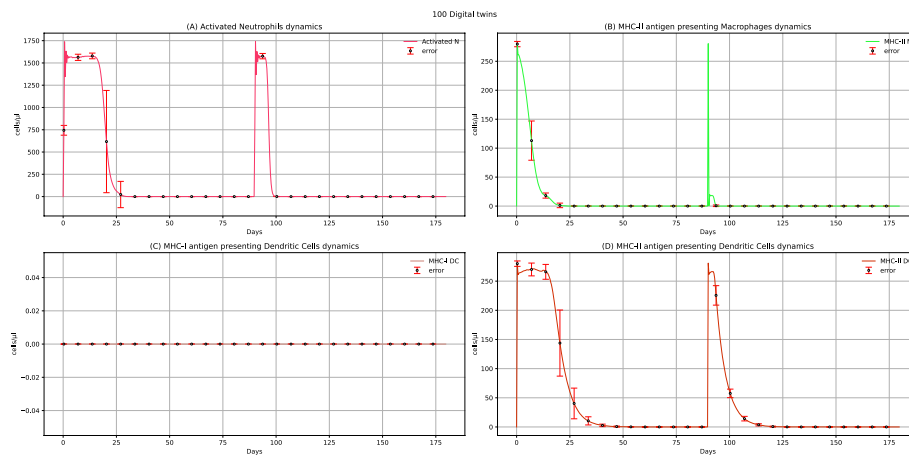 100 Digital twins
(A) Activated Neutrophils dynamics
Activated N
error
1750
1500
1250
1000
750
500
250
0
cells/μl
0 25 50 75 100 125 150 175
Days
(B) MHC-II antigen presenting Macrophages dynamics
MHC-II M
error
250
200
150
100
50
0
cells/μl
0 25 50 75 100 125 150 175
Days
(C) MHC-I antigen presenting Dendritic Cells dynamics
MHC-I DC
error
0.04
0.02
0.00
−0.02
−0.04
cells/μl
0 25 50 75 100 125 150 175
Days
(D) MHC-II antigen presenting Dendritic Cells dynamics
MHC-II DC
error
250
200
150
100
50
0
cells/μl
0 25 50 75 100 125 150 175
Days